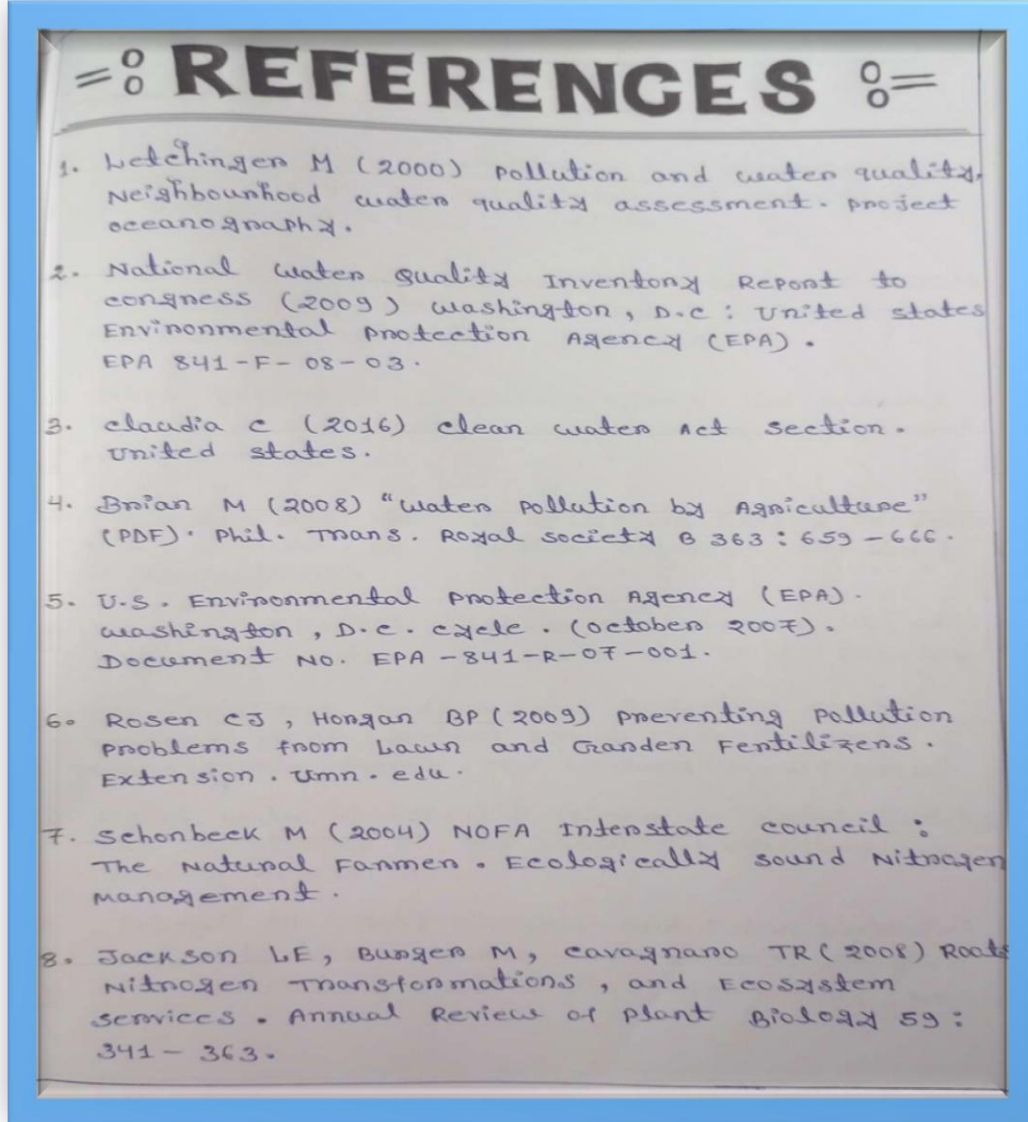 =: REFERENCES :=
1. Letchinger M (2000) Pollution and water quality,
Neighbourhood water quality assessment. Project
oceanography.
2. National water Quality Inventory Report to
congress (2009) Washington, D.C : United states
Environmental Protection Agency (EPA).
EPA 841-F-08-03.
3. claudia C (2016) clean water Act section.
United states.
4. Brian M (2008) "Water Pollution by Agriculture"
(PDF). Phil. Trans. Royal society B 363 : 659-666.
5. U.S. Environmental Protection Agency (EPA).
Washington, D.C. cycle. (October 2007).
Document No. EPA-841-R-07-001.
6. Rosen CJ, Horgan BP (2009) Preventing Pollution
Problems from Lawn and Garden Fertilizers.
Extension. Umn. edu.
7. Schonbeck M (2004) NOFA Interstate council :
The Natural Farmer. Ecologically sound Nitrogen
Management.
8. Jackson LE, Burger M, Cavagnaro TR (2008) Roots
Nitrogen Transformations, and Ecosystem
services. Annual Review of Plant Biology 59 :
341-363.